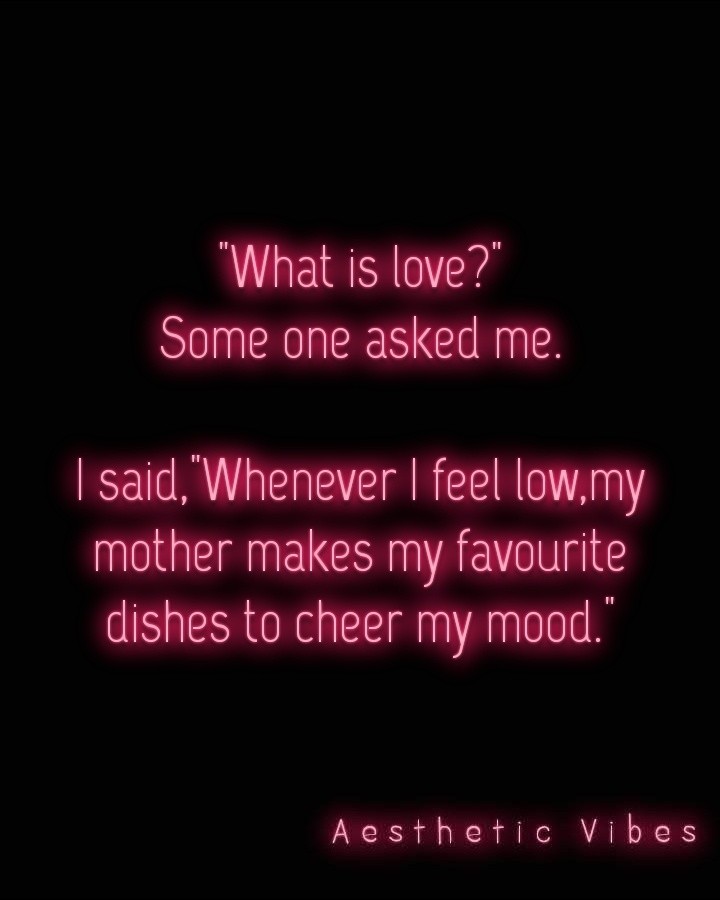 "What is love?"
Some one asked me.
I said,"Whenever I feel low,my
mother makes my favourite
dishes to cheer my mood."
Aesthetic Vibes